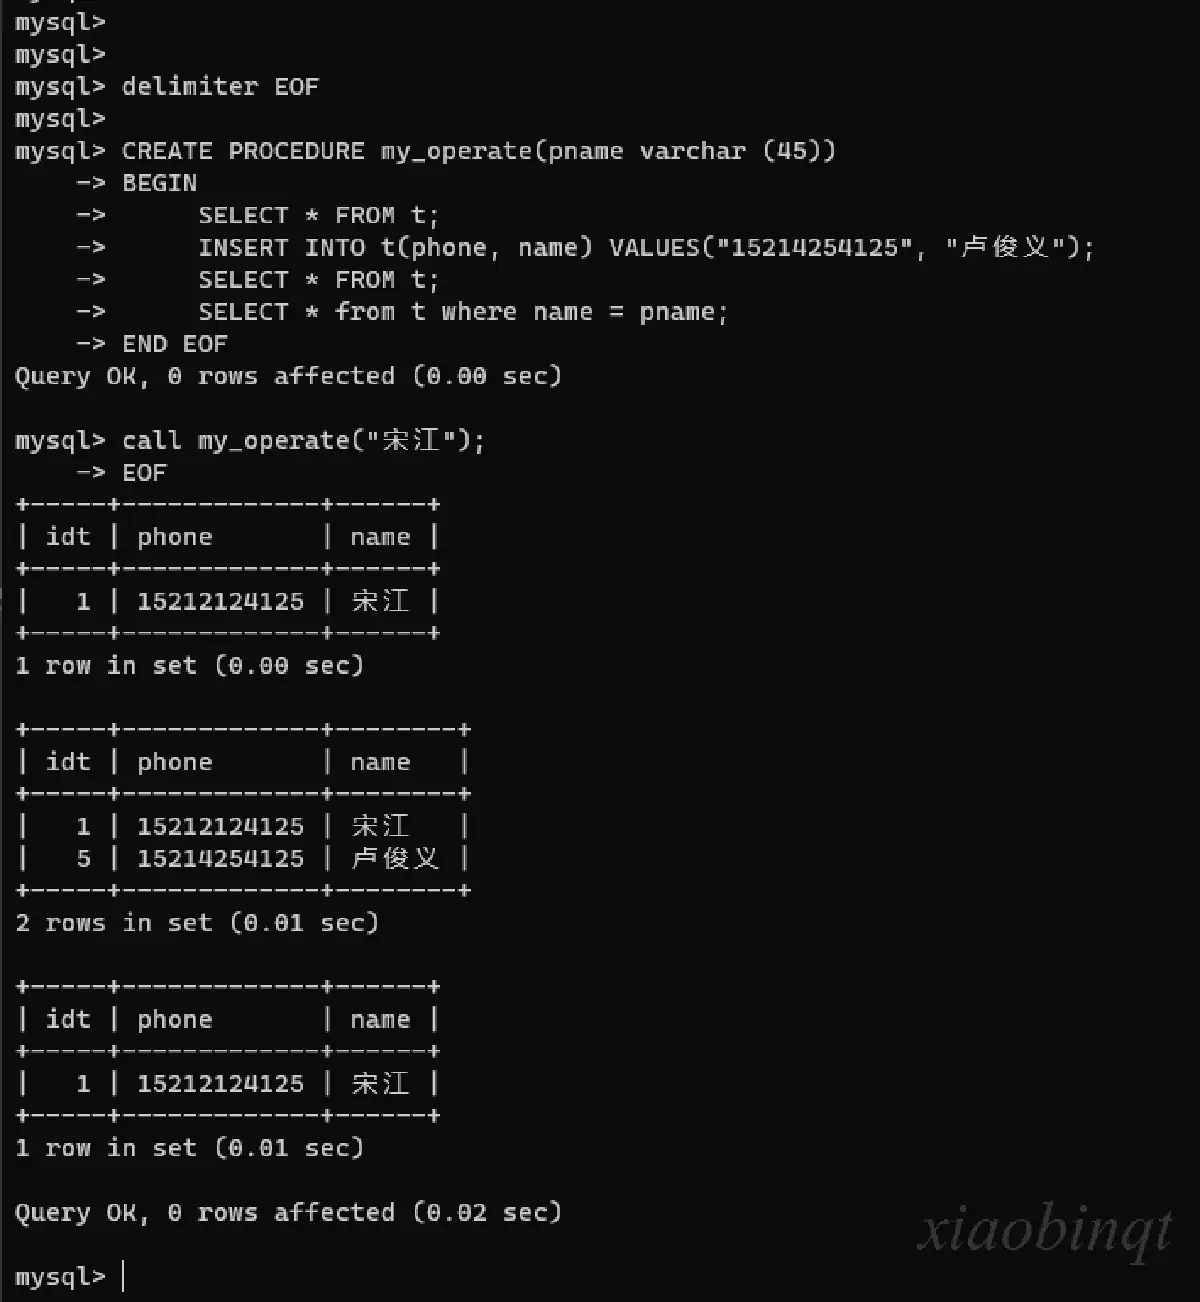 mysql>
mysql>
mysql> delimiter EOF
mysql>
mysql> CREATE PROCEDURE my_operate(pname varchar (45))
    -> BEGIN
    ->      SELECT * FROM t;
    ->      INSERT INTO t(phone, name) VALUES("15214254125", "卢俊义");
    ->      SELECT * FROM t;
    ->      SELECT * from t where name = pname;
    -> END EOF
Query OK, 0 rows affected (0.00 sec)

mysql> call my_operate("宋江");
    -> EOF
+-----+-------------+------+
| idt | phone       | name |
+-----+-------------+------+
|   1 | 15212124125 | 宋江 |
+-----+-------------+------+
1 row in set (0.00 sec)

+-----+-------------+--------+
| idt | phone       | name   |
+-----+-------------+--------+
|   1 | 15212124125 | 宋江   |
|   5 | 15214254125 | 卢俊义 |
+-----+-------------+--------+
2 rows in set (0.01 sec)

+-----+-------------+------+
| idt | phone       | name |
+-----+-------------+------+
|   1 | 15212124125 | 宋江 |
+-----+-------------+------+
1 row in set (0.01 sec)

Query OK, 0 rows affected (0.02 sec)
xiaobinqt
mysql>